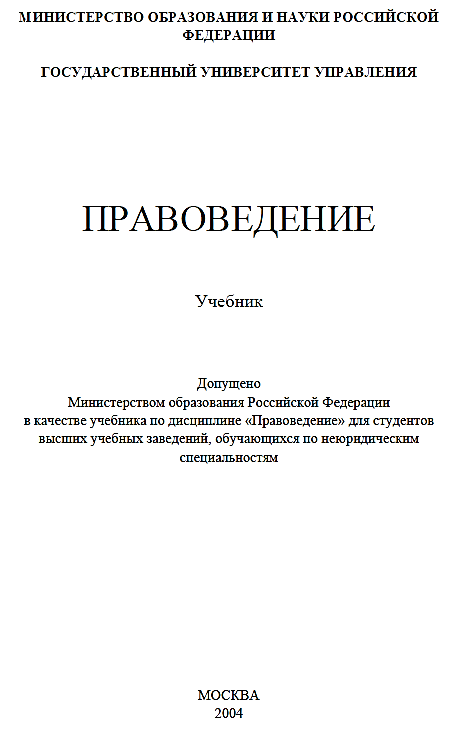 МИНИСТЕРСТВО ОБРАЗОВАНИЯ И НАУКИ РОССИЙСКОЙ
ФЕДЕРАЦИИ
ГОСУДАРСТВЕННЫЙ УНИВЕРСИТЕТ УПРАВЛЕНИЯ
ПРАВОВЕДЕНИЕ
Учебник
Допущено
Министерством образования Российской Федерации
в качестве учебника по дисциплине «Правоведение» для студентов
высших учебных заведений, обучающихся по неюридическим
специальностям
МОСКВА
2004